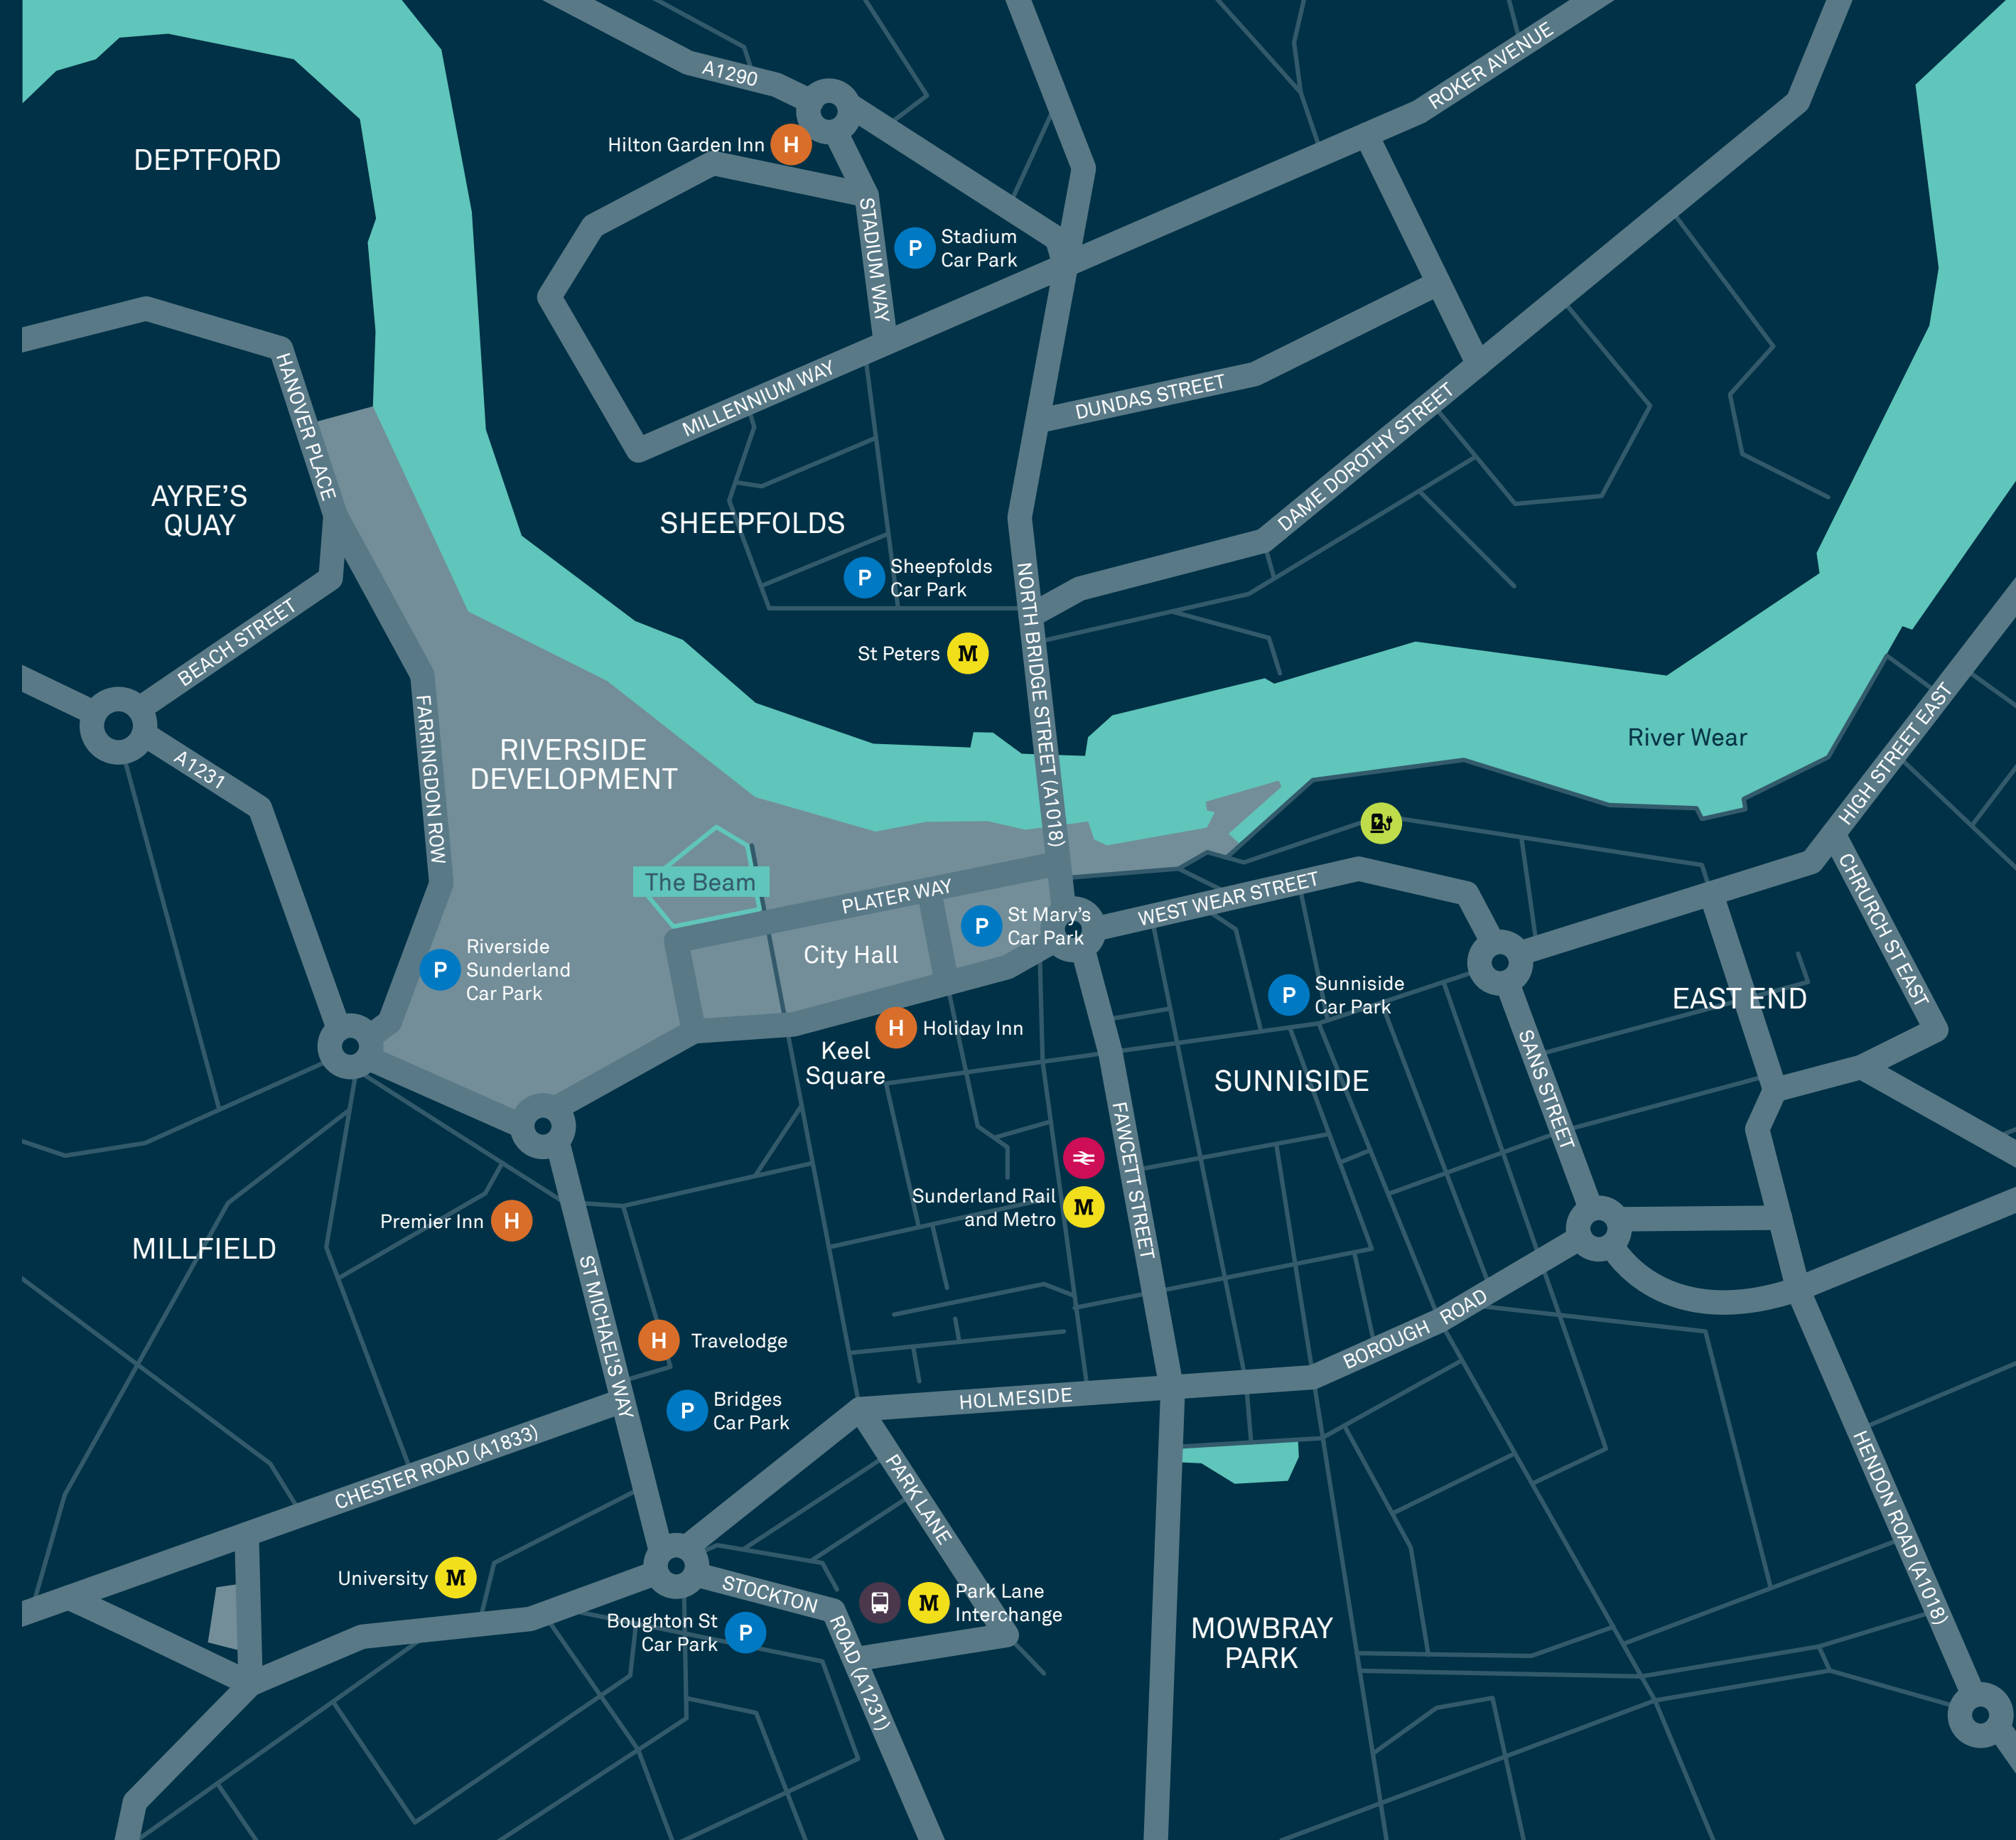 A1290
ROKER AVENUE
DEPTFORD
Hilton Garden Inn
H
STADIUM WAY
P
Stadium
Car Park
HANOVER PLACE
MILLENNIUM WAY
DUNDAS STREET
DAME DOROTHY STREET
AYRE’S
QUAY
SHEEPFOLDS
P
Sheepfolds
Car Park
NORTH BRIDGE STREET (A1018)
BEACH STREET
St Peters
M
A1231
FARRINGDON ROW
RIVERSIDE
DEVELOPMENT
River Wear
HIGH STREET EAST
The Beam
PLATER WAY
WEST WEAR STREET
CHRURCH ST EAST
P
St Mary’s
Car Park
City Hall
P
Riverside
Sunderland
Car Park
P
Sunniside
Car Park
EAST END
H
Holiday Inn
Keel
Square
SUNNISIDE
SANS STREET
FAWCETT STREET
Sunderland Rail
and Metro
M
Premier Inn
H
MILLFIELD
ST MICHAEL’S WAY
H
Travelodge
BOROUGH ROAD
P
Bridges
Car Park
HOLMESIDE
CHESTER ROAD (A1833)
PARK LANE
HENDON ROAD (A1018)
University
M
STOCKTON
ROAD (A1231)
M
Park Lane
Interchange
Boughton St
Car Park
P
MOWBRAY
PARK